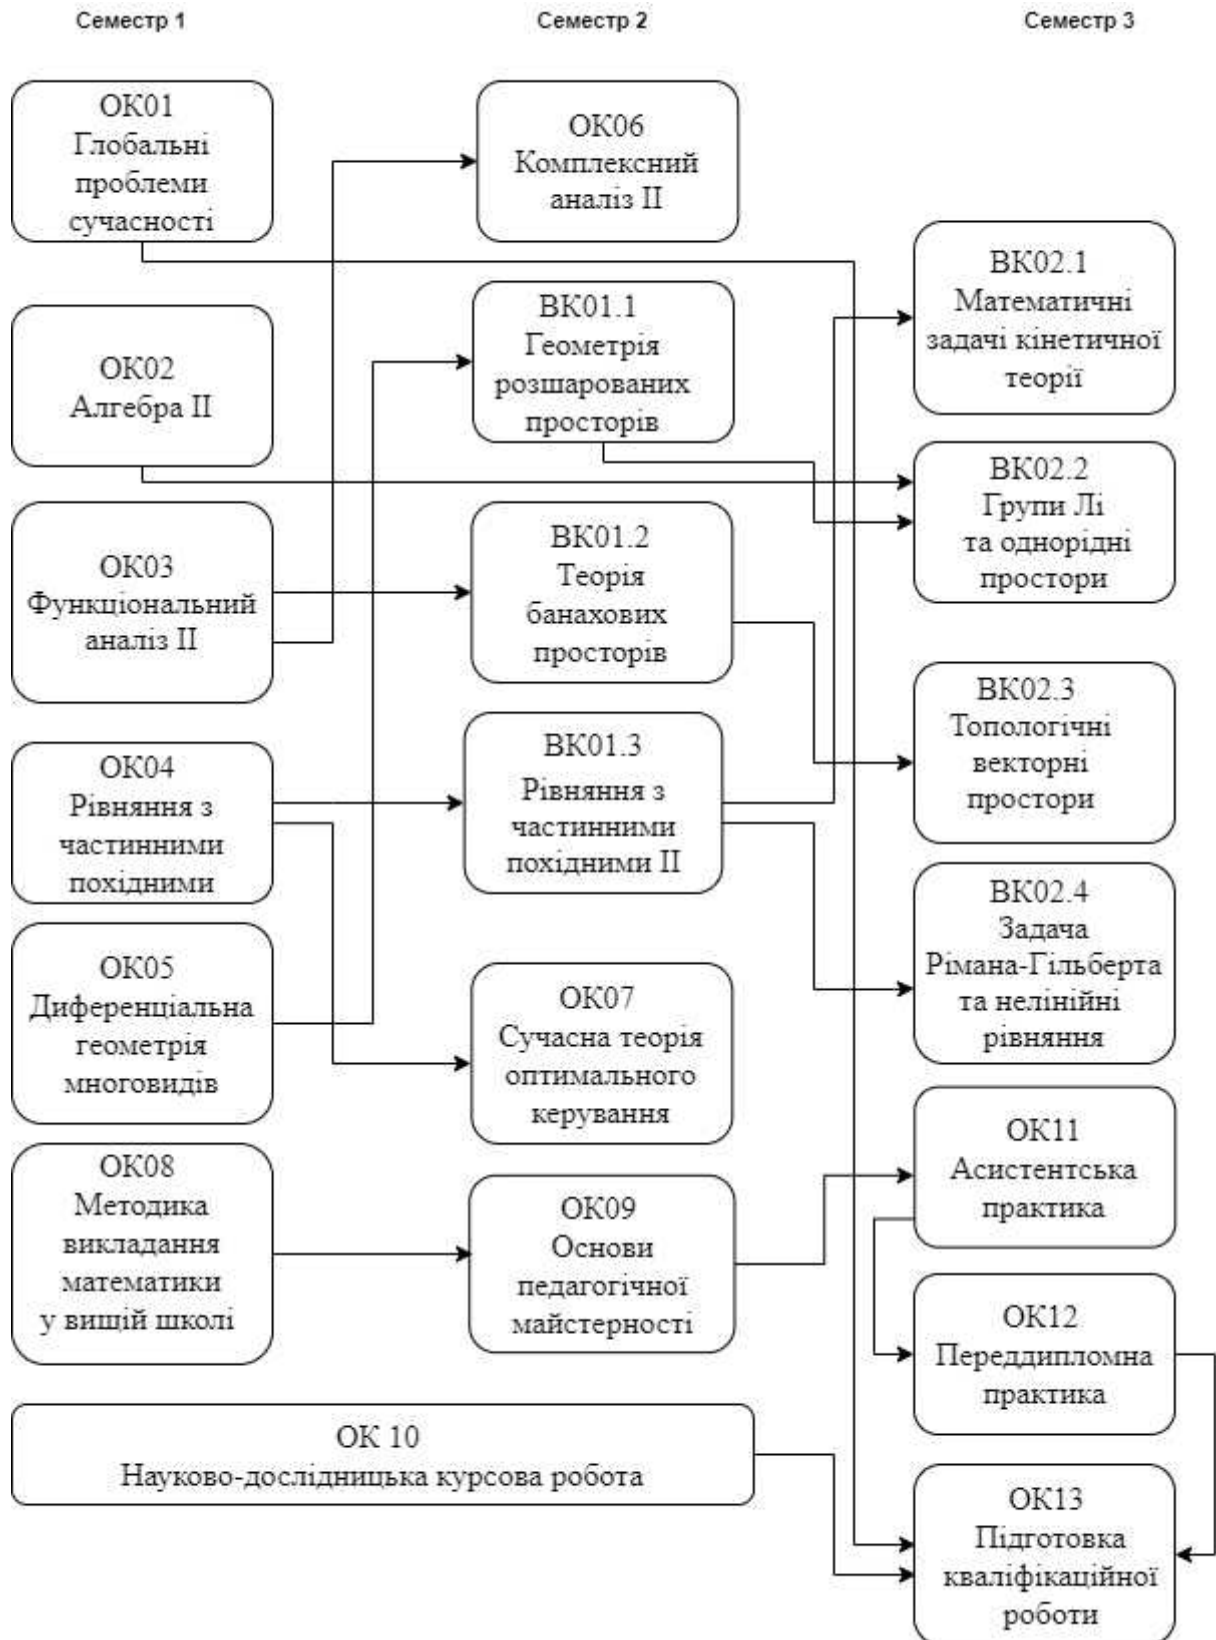 Семестр 1
Семестр 2
Семестр 3
ОК01
Глобальні
проблеми
сучасності
ОК02
Алгебра ІІ
ОК03
Функціональний
аналіз ІІ
ОК04
Рівняння з
частинними
похідними
ОК05
Диференціальна
геометрія
многовидів
ОК08
Методика
викладання
математики
у вищій школі
ОК 10
Науково-дослідницька курсова робота
ОК06
Комплексний
аналіз ІІ
ВК01.1
Геометрія
розшарованих
просторів
ВК01.2
Теорія
банахових
просторів
ВК01.3
Рівняння з
частинними
похідними ІІ
ОК07
Сучасна теорія
оптимального
керування
ОК09
Основи
педагогічної
майстерності
ВК02.1
Математичні
задачі кінетичної
теорії
ВК02.2
Групи Лі
та однорідні
простори
ВК02.3
Топологічні
векторні
простори
ВК02.4
Задача
Рімана-Гільберта
та нелінійні
рівняння
ОК11
Асистентська
практика
ОК12
Переддипломна
практика
ОК13
Підготовка
кваліфікаційної
роботи